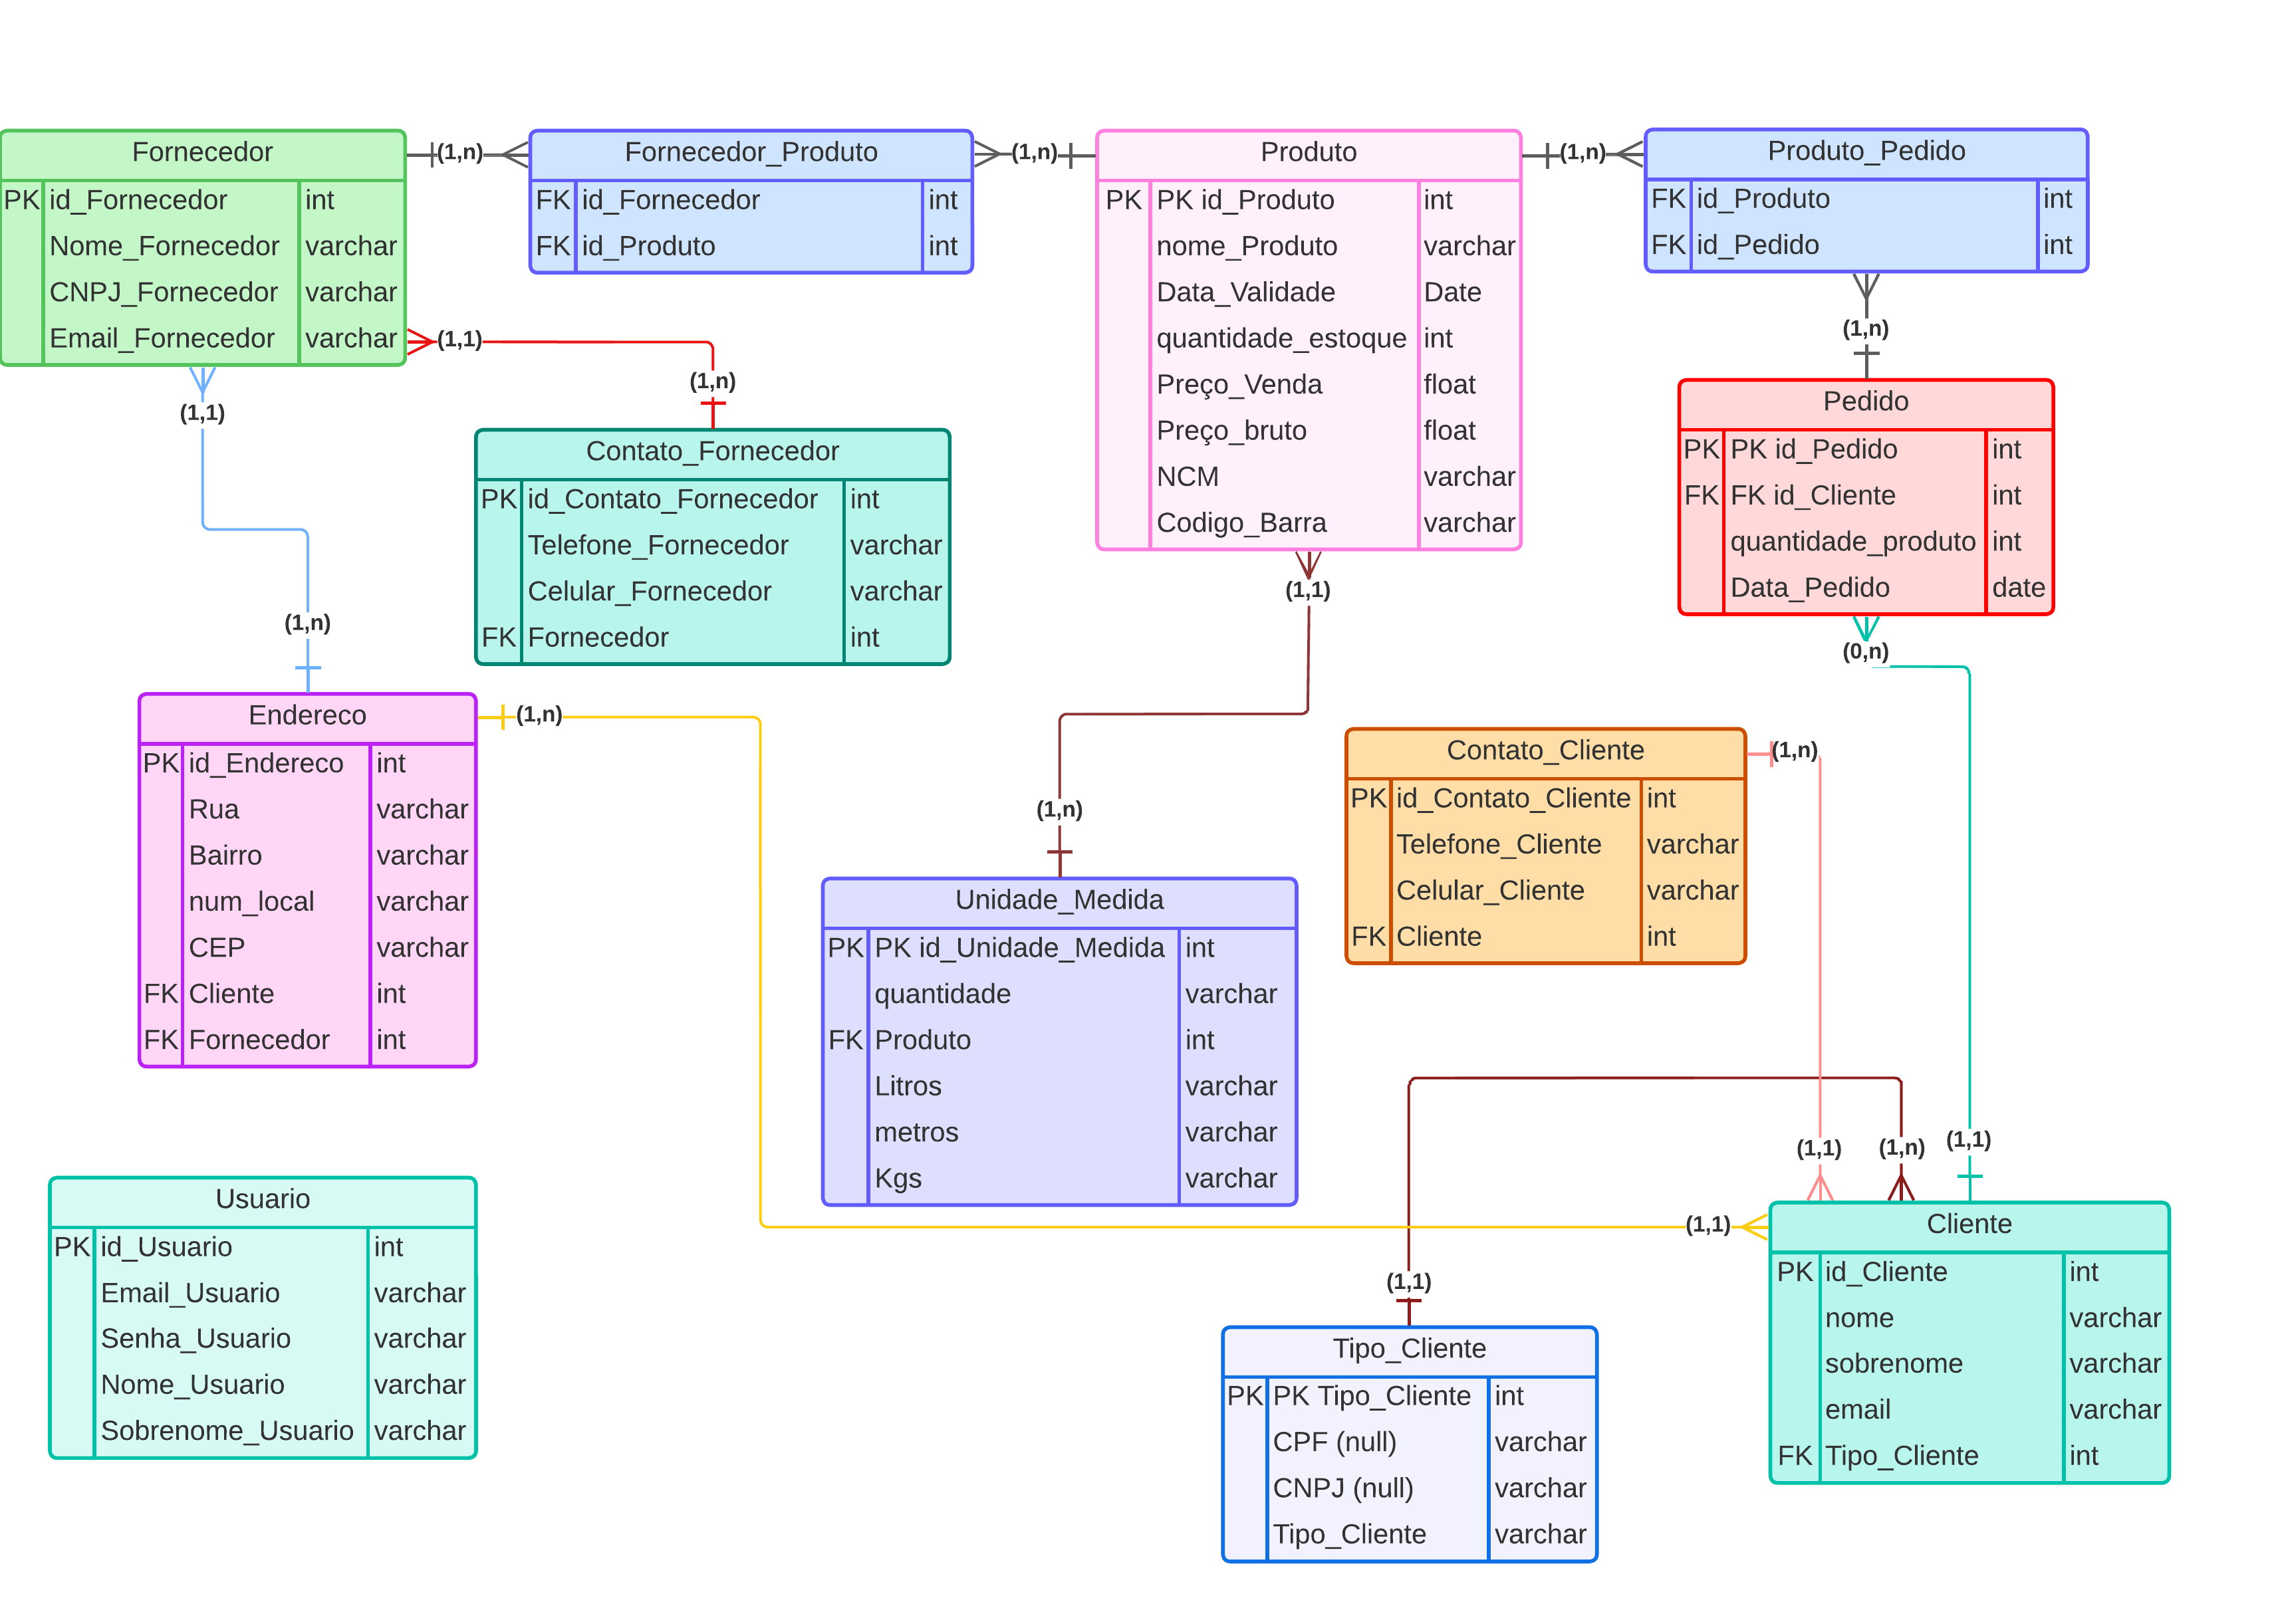 Fornecedor
PK id_Fornecedor int
Nome_Fornecedor varchar
CNPJ_Fornecedor varchar
Email_Fornecedor varchar
(1,n)
Fornecedor_Produto
FK id_Fornecedor int
FK id_Produto int
(1,n)
Produto
PK PK id_Produto int
nome_Produto varchar
Data_Validade Date
quantidade_estoque int
Preço_Venda float
Preço_bruto float
NCM varchar
Codigo_Barra varchar
(1,n)
Produto_Pedido
FK id_Produto int
FK id_Pedido int
(1,n)
Pedido
PK PK id_Pedido int
FK FK id_Cliente int
quantidade_produto int
Data_Pedido date
(0,n)
(1,1)
(1,n)
Contato_Fornecedor
PK id_Contato_Fornecedor int
Telefone_Fornecedor varchar
Celular_Fornecedor varchar
FK Fornecedor int
(1,1)
(1,n)
Endereco
PK id_Endereco int
Rua varchar
Bairro varchar
num_local varchar
CEP varchar
FK Cliente int
FK Fornecedor int
(1,n)
(1,1)
(1,n)
Unidade_Medida
PK PK id_Unidade_Medida int
quantidade varchar
FK Produto int
Litros varchar
metros varchar
Kgs varchar
Contato_Cliente
PK id_Contato_Cliente int
Telefone_Cliente varchar
Celular_Cliente varchar
FK Cliente int
(1,n)
(1,1)
(1,n)
(1,1)
(1,1)
Usuario
PK id_Usuario int
Email_Usuario varchar
Senha_Usuario varchar
Nome_Usuario varchar
Sobrenome_Usuario varchar
(1,1)
Tipo_Cliente
PK PK Tipo_Cliente int
CPF (null) varchar
CNPJ (null) varchar
Tipo_Cliente varchar
Cliente
PK id_Cliente int
nome varchar
sobrenome varchar
email varchar
FK Tipo_Cliente int